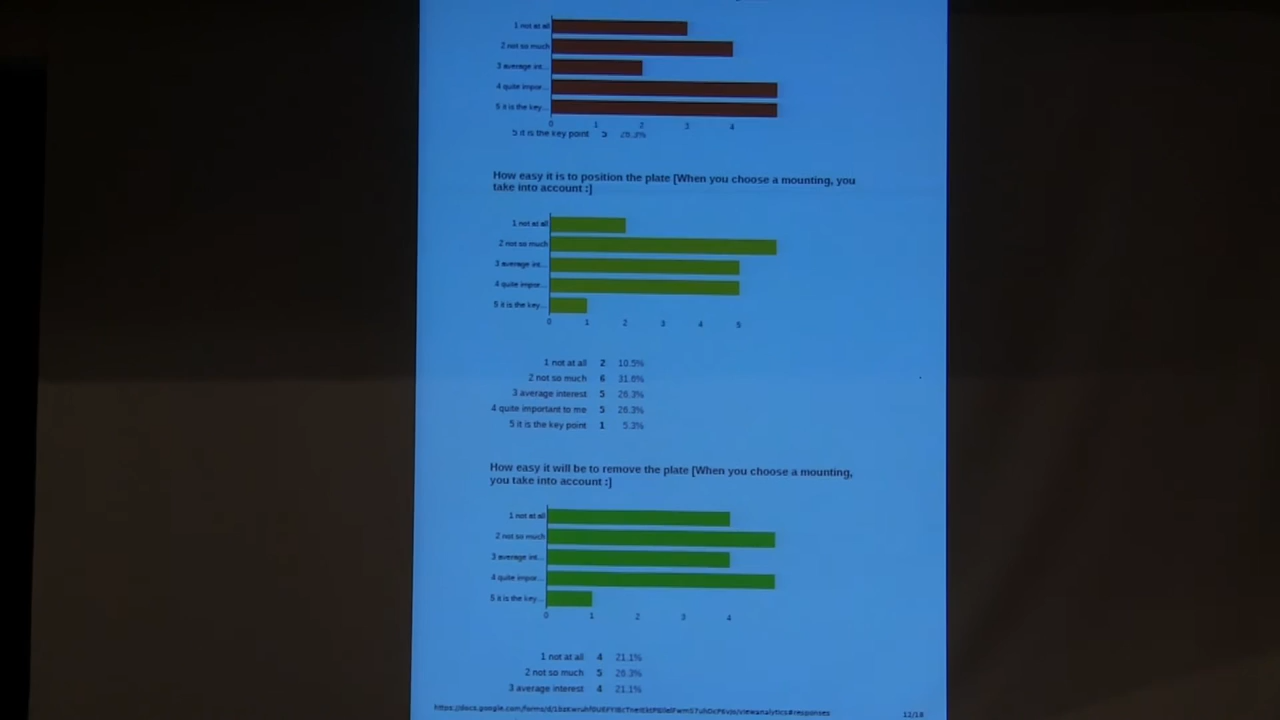 1 not at all
2 not so much
3 average int...
4 quite impor...
5 it is the key...
0 1 2 3 4
5 it is the key point 5 26.3%
How easy it is to position the plate [When you choose a mounting, you
take into account :]
1 not at all
2 not so much
3 average int...
4 quite impor...
5 it is the key...
0 1 2 3 4 5
1 not at all 2 10.5%
2 not so much 6 31.6%
3 average interest 5 26.3%
4 quite important to me 5 26.3%
5 it is the key point 1 5.3%
How easy it will be to remove the plate [When you choose a mounting,
you take into account :]
1 not at all
2 not so much
3 average int...
4 quite impor...
5 it is the key...
0 1 2 3 4
1 not at all 4 21.1%
2 not so much 5 26.3%
3 average interest 4 21.1%
12/18